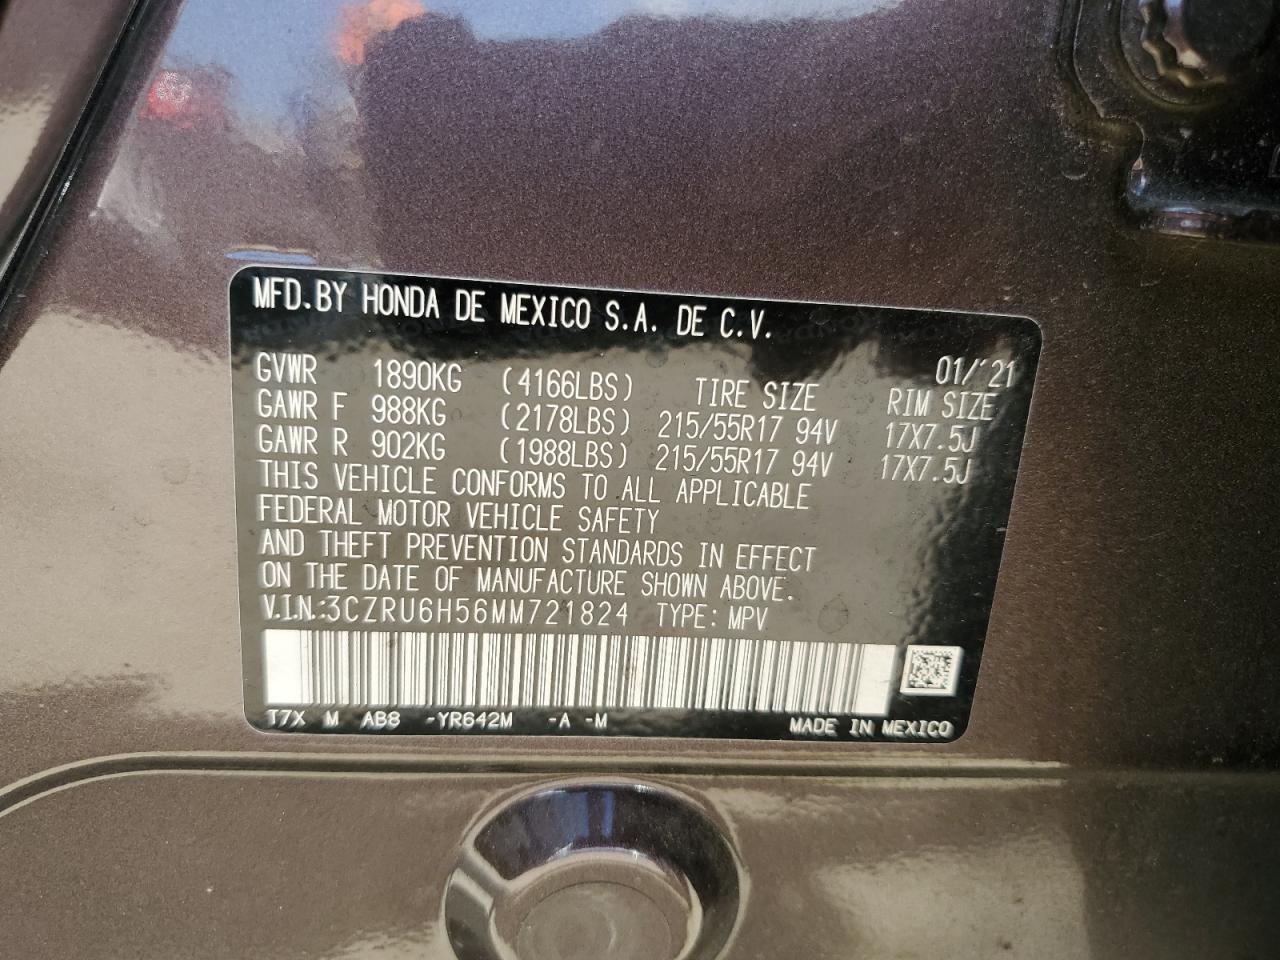 MFD.BY HONDA DE MEXICO S.A. DE C.V.
01/'21
GVWR 1890KG (4166LBS) TIRE SIZE RIM SIZE
GAWR F 988KG (2178LBS) 215/55R17 94V 17X7.5J
GAWR R 902KG (1988LBS) 215/55R17 94V 17X7.5J
THIS VEHICLE CONFORMS TO ALL APPLICABLE
FEDERAL MOTOR VEHICLE SAFETY
AND THEFT PREVENTION STANDARDS IN EFFECT
ON THE DATE OF MANUFACTURE SHOWN ABOVE.
V.I.N.:3CZRU6H56MM721824 TYPE: MPV
T7X M AB8 -YR642M -A -M MADE IN MEXICO